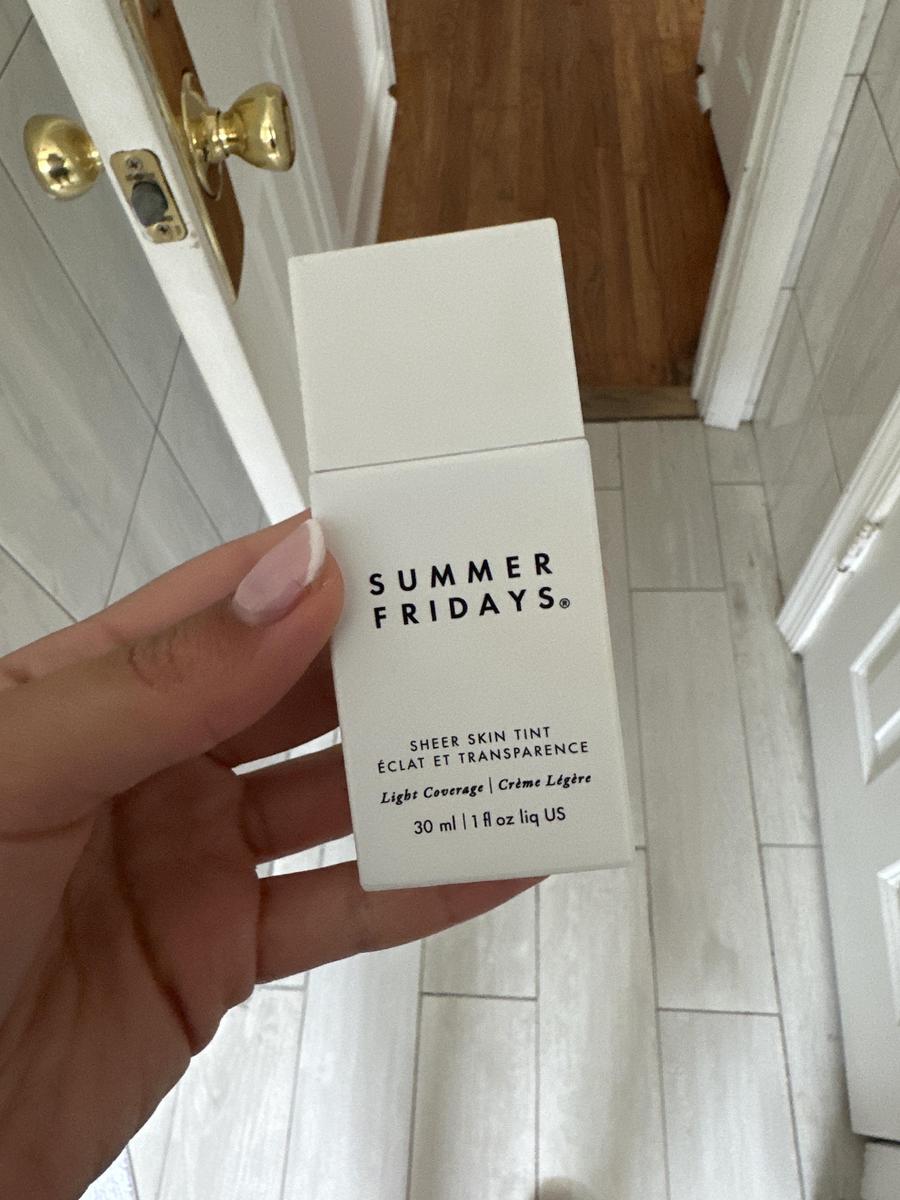 SUMMER
FRIDAYS®
SHEER SKIN TINT
ÉCLAT ET TRANSPARENCE
Light Coverage | Crème Légère
30 ml | 1 fl oz liq US